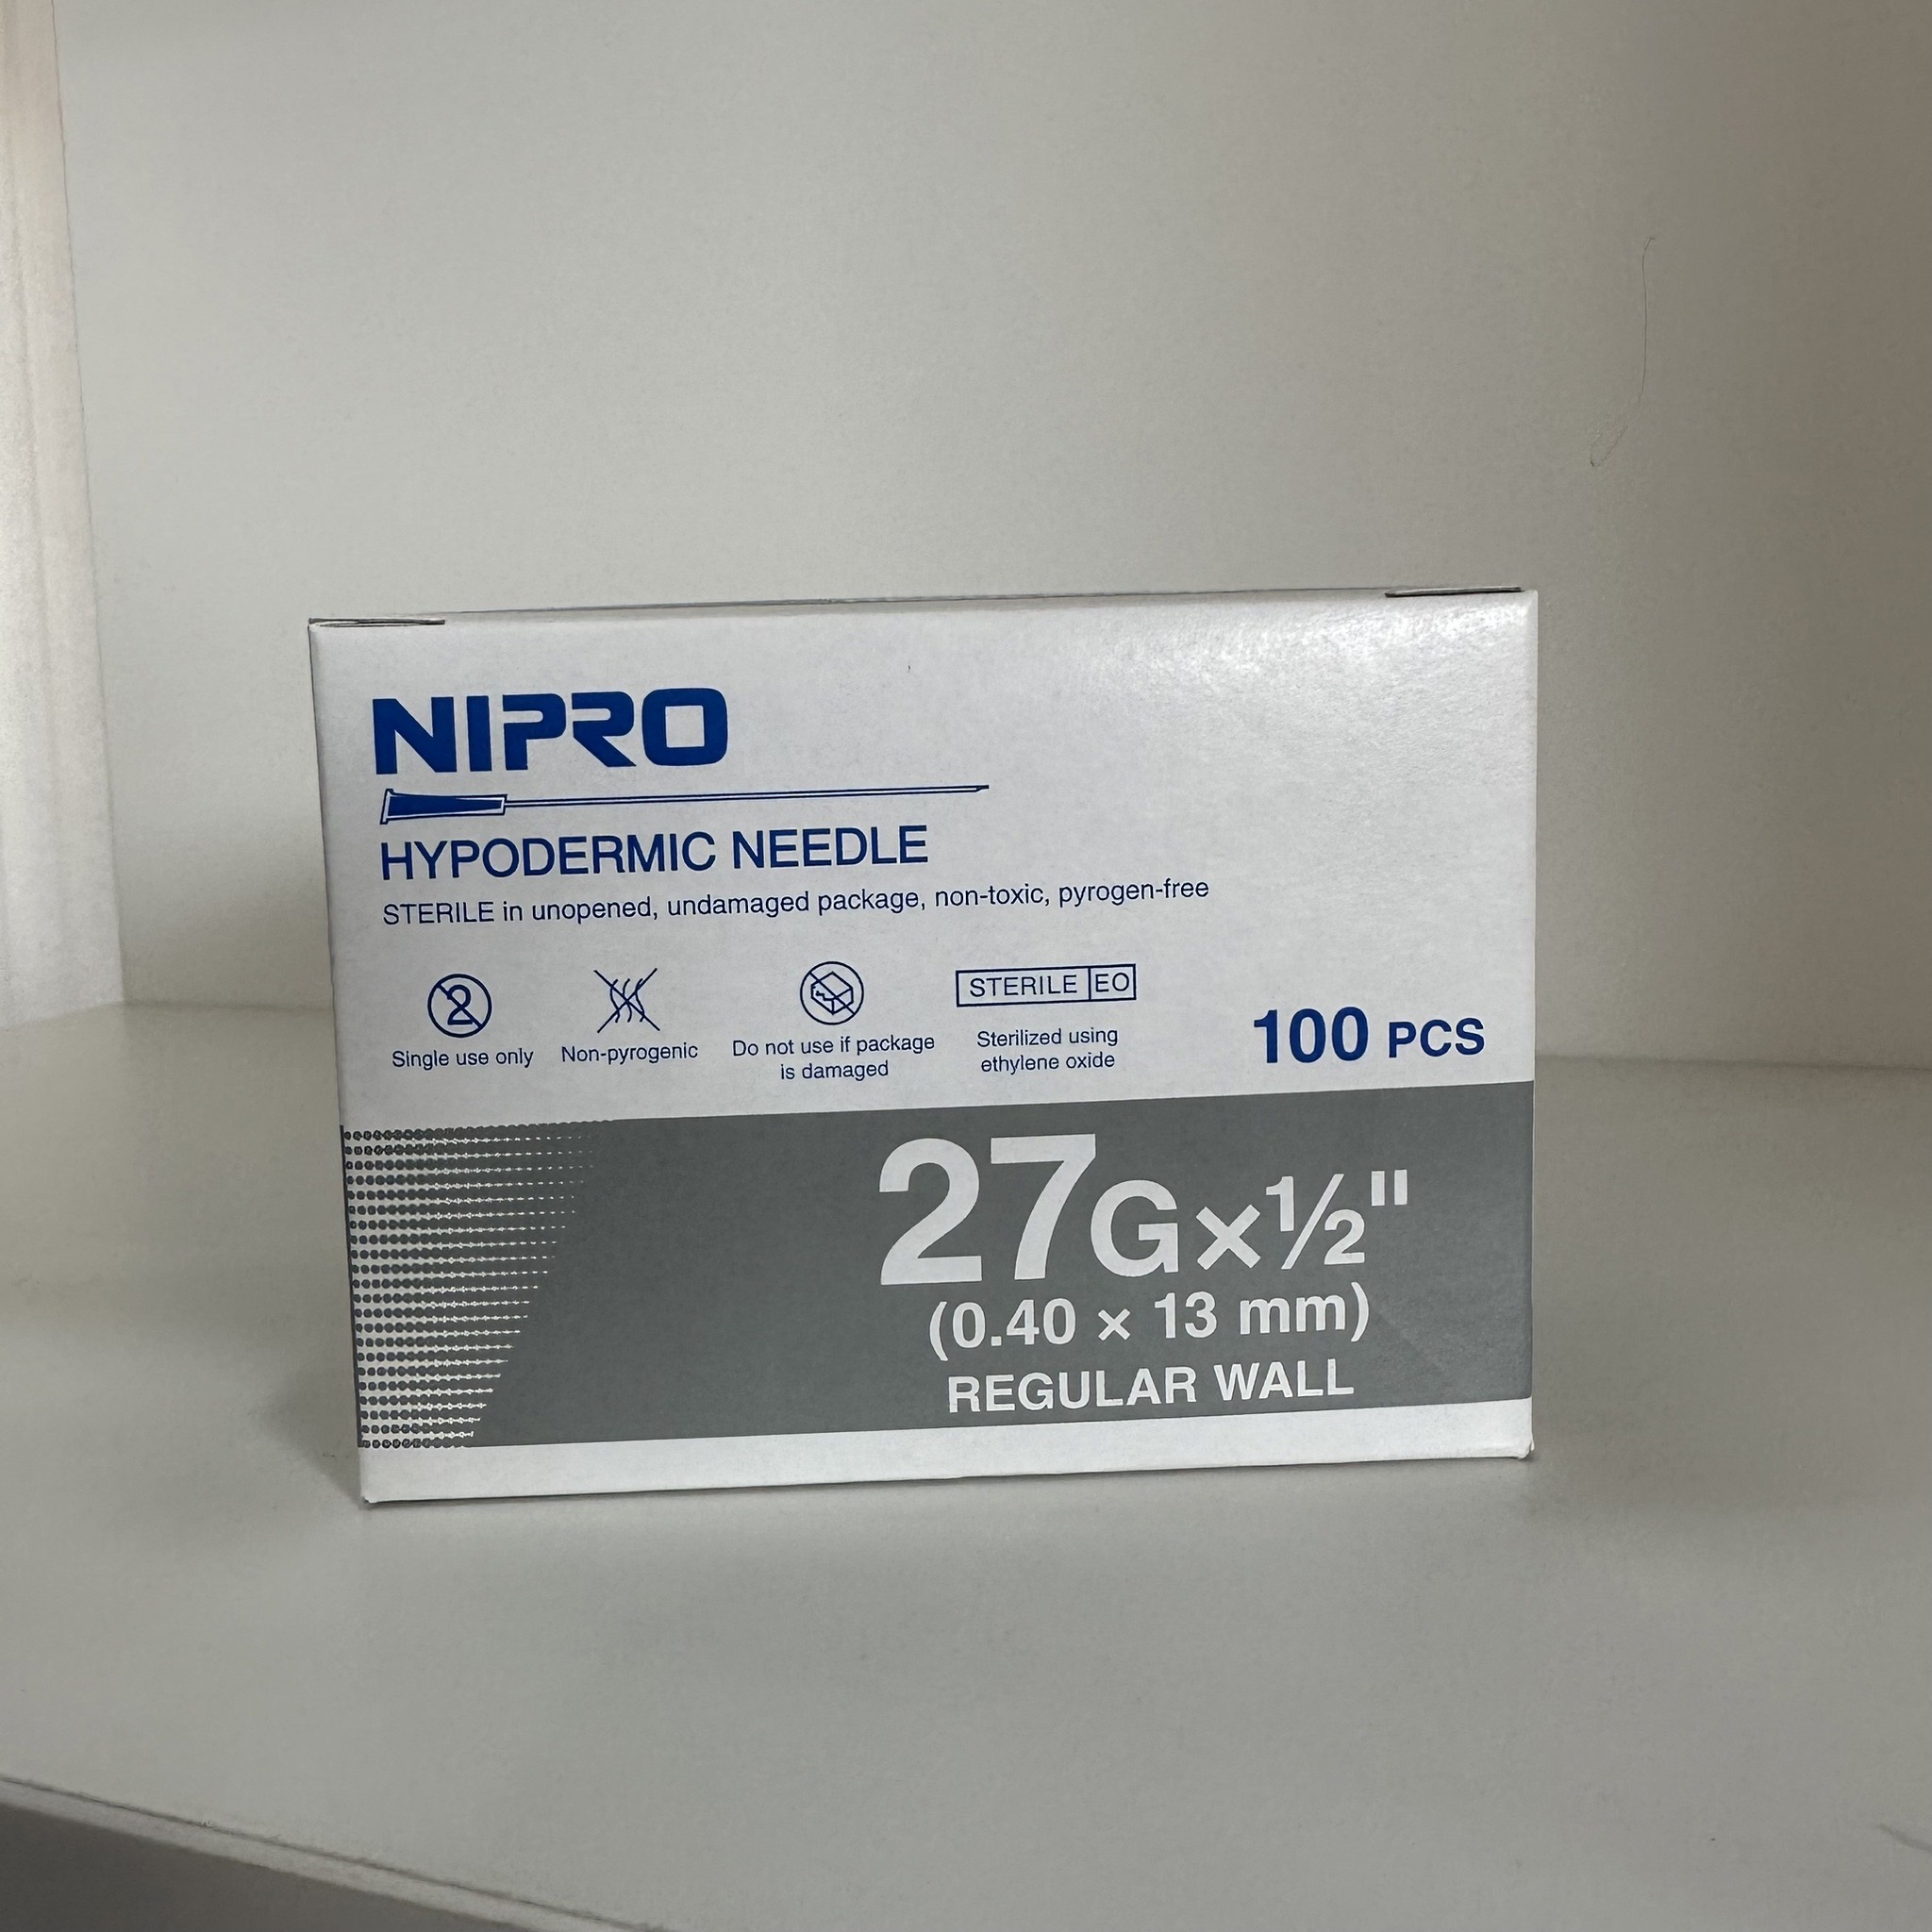 NIPRO
HYPODERMIC NEEDLE
STERILE in unopened, undamaged package, non-toxic, pyrogen-free
2
STERILE EO
Single use only
Non-pyrogenic
Do not use if package
is damaged
Sterilized using
ethylene oxide
100 PCS
27G×½"
(0.40 × 13 mm)
REGULAR WALL